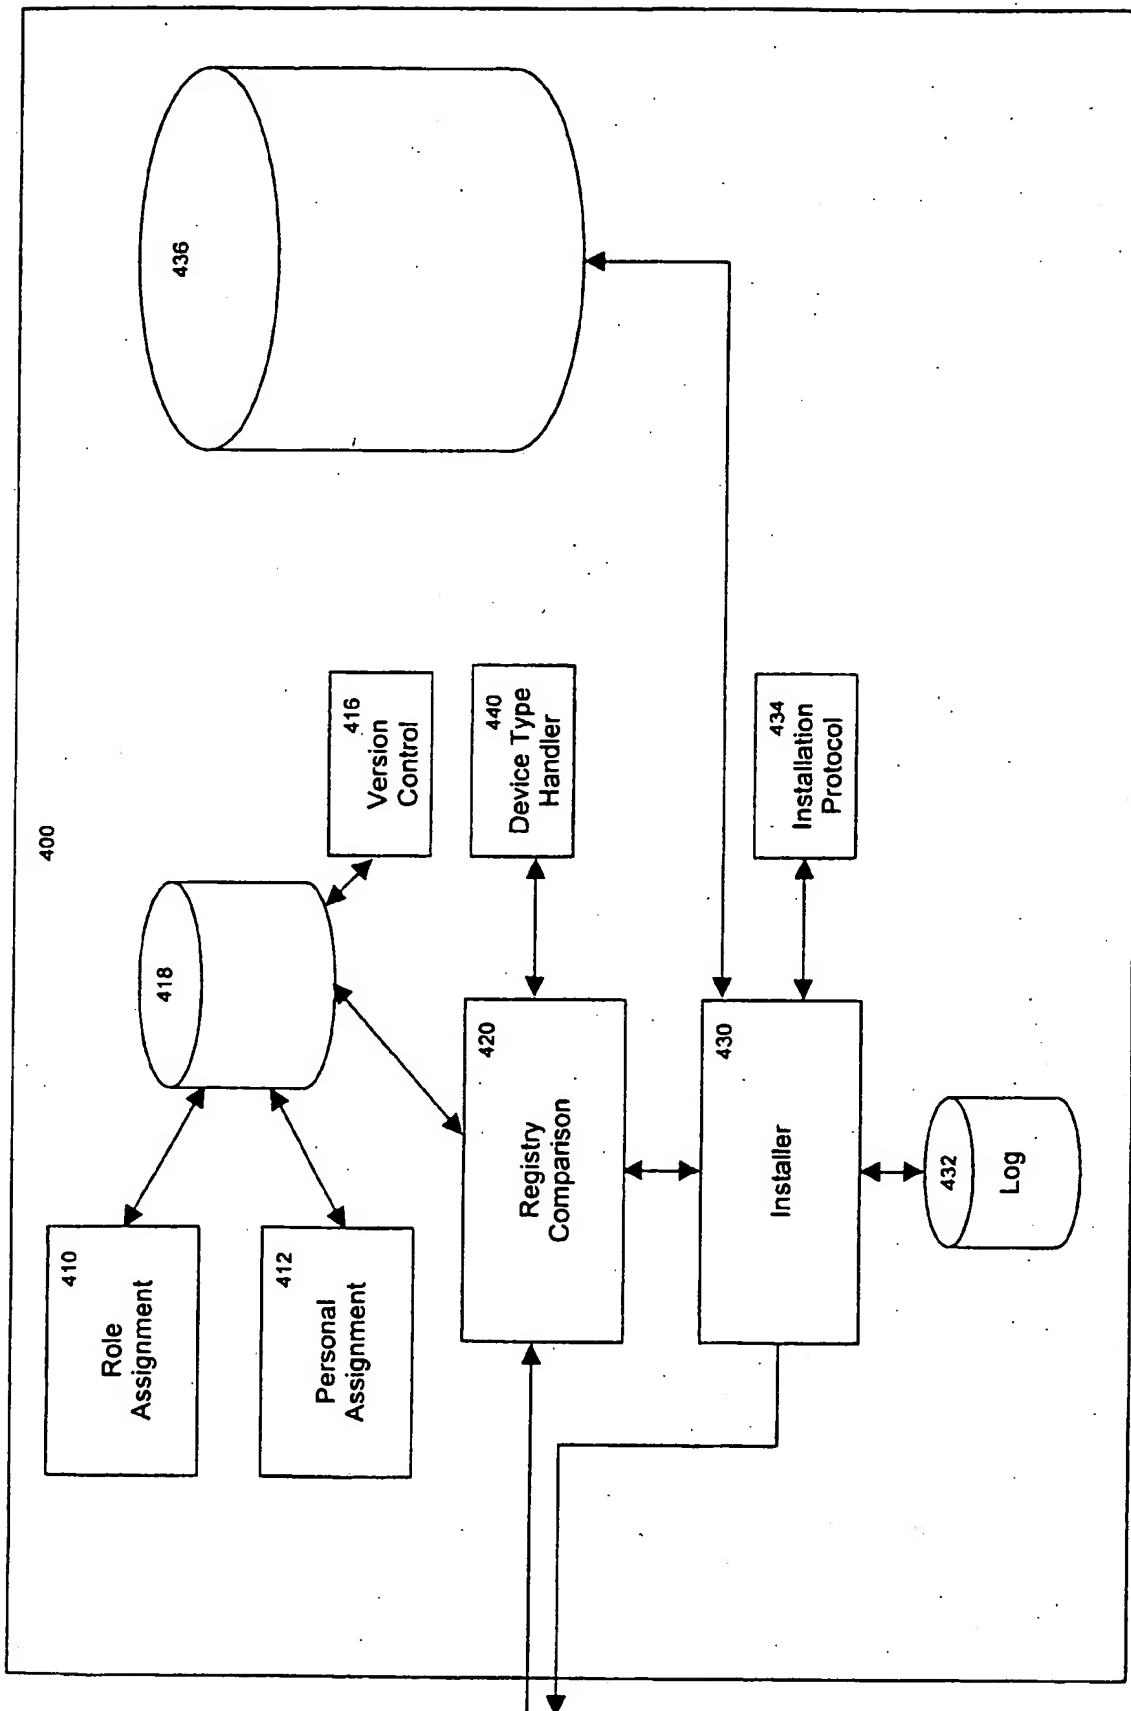 400
436
418
416
Version
Control
410
Role
Assignment
412
Personal
Assignment
420
Registry
Comparison
440
Device Type
Handler
430
Installer
434
Installation
Protocol
432
Log